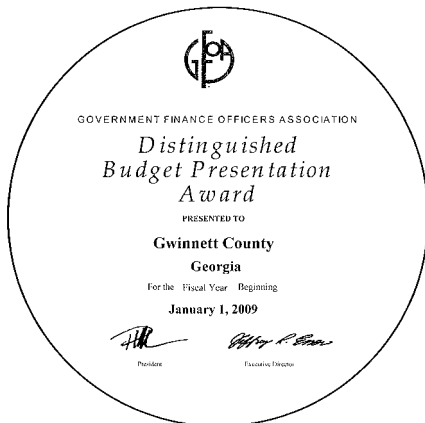 GFOA
GOVERNMENT FINANCE OFFICERS ASSOCIATION
Distinguished
Budget Presentation
Award
PRESENTED TO
Gwinnett County
Georgia
For the Fiscal Year Beginning
January 1, 2009
President Executive Director